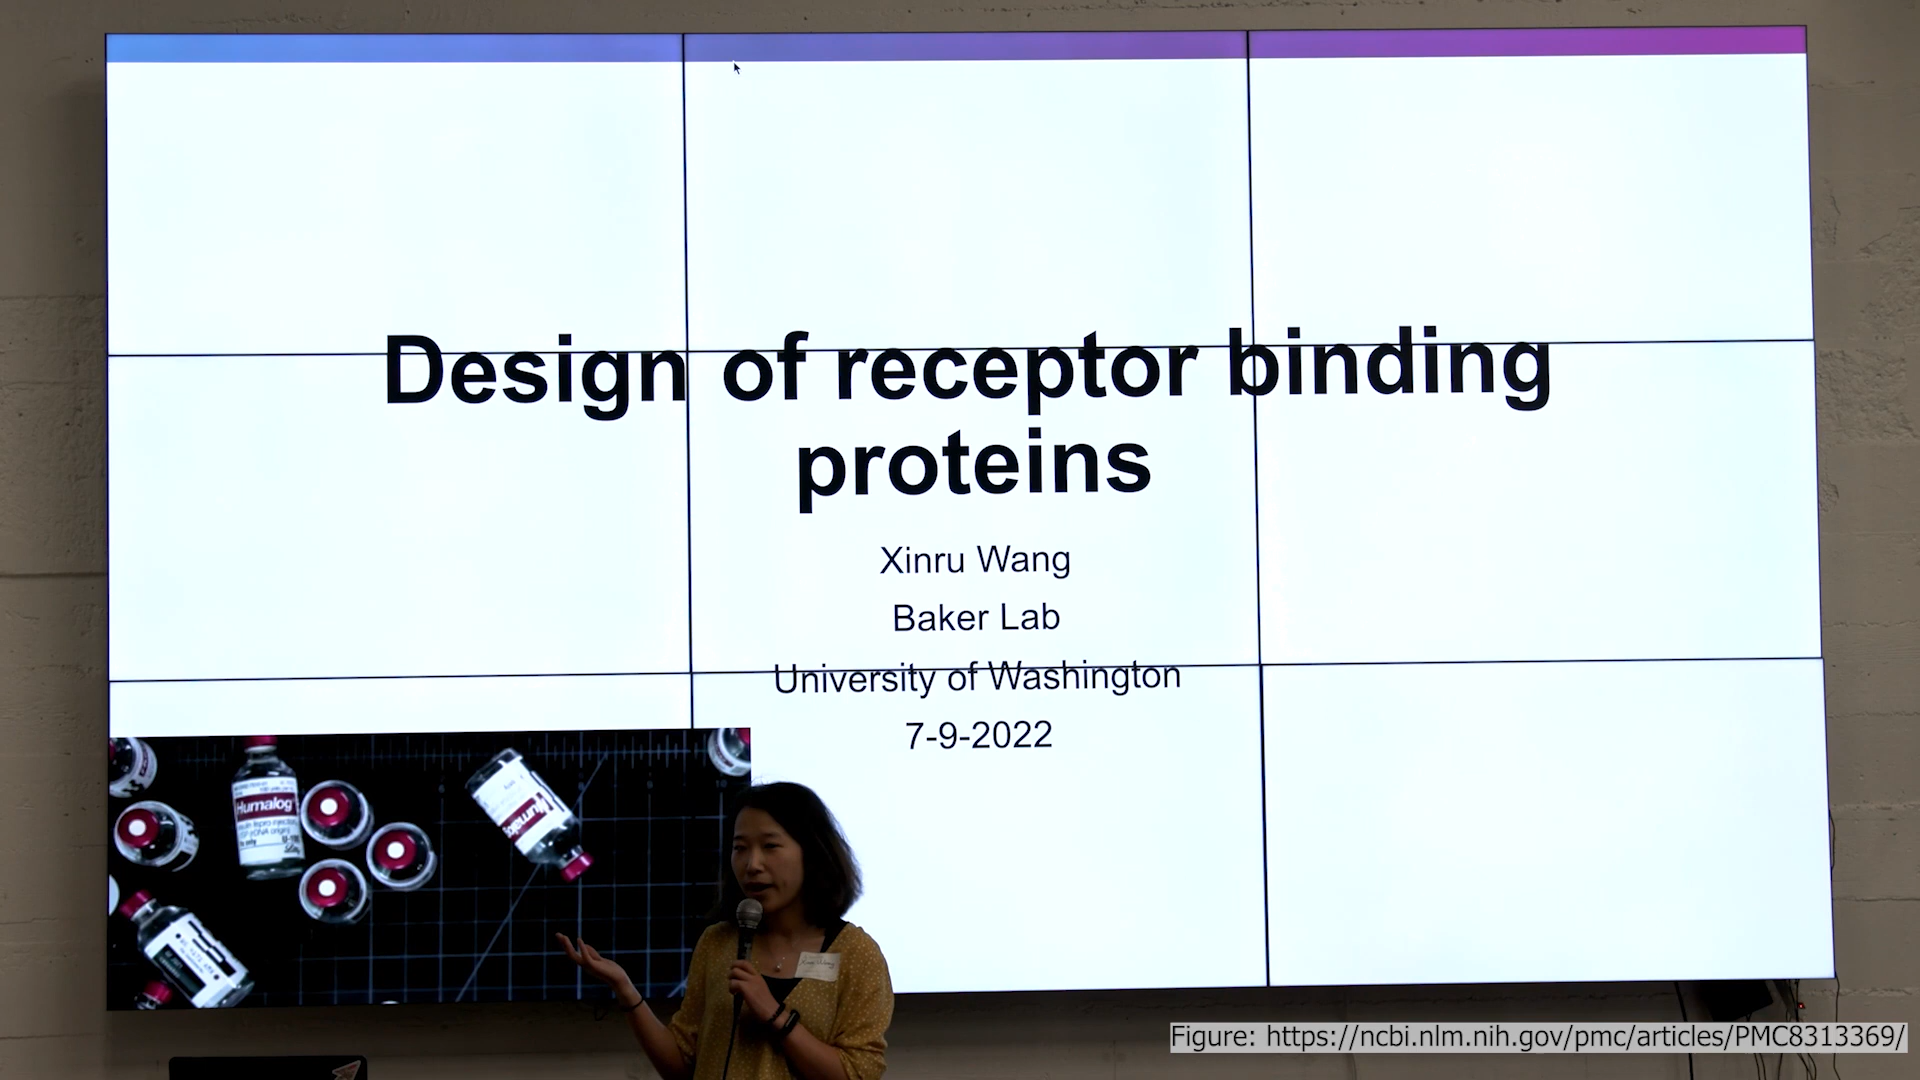 Design of receptor binding
proteins
Xinru Wang
Baker Lab
University of Washington
7-9-2022
Humalog
Humalog
Figure: https://ncbi.nlm.nih.gov/pmc/articles/PMC8313369/